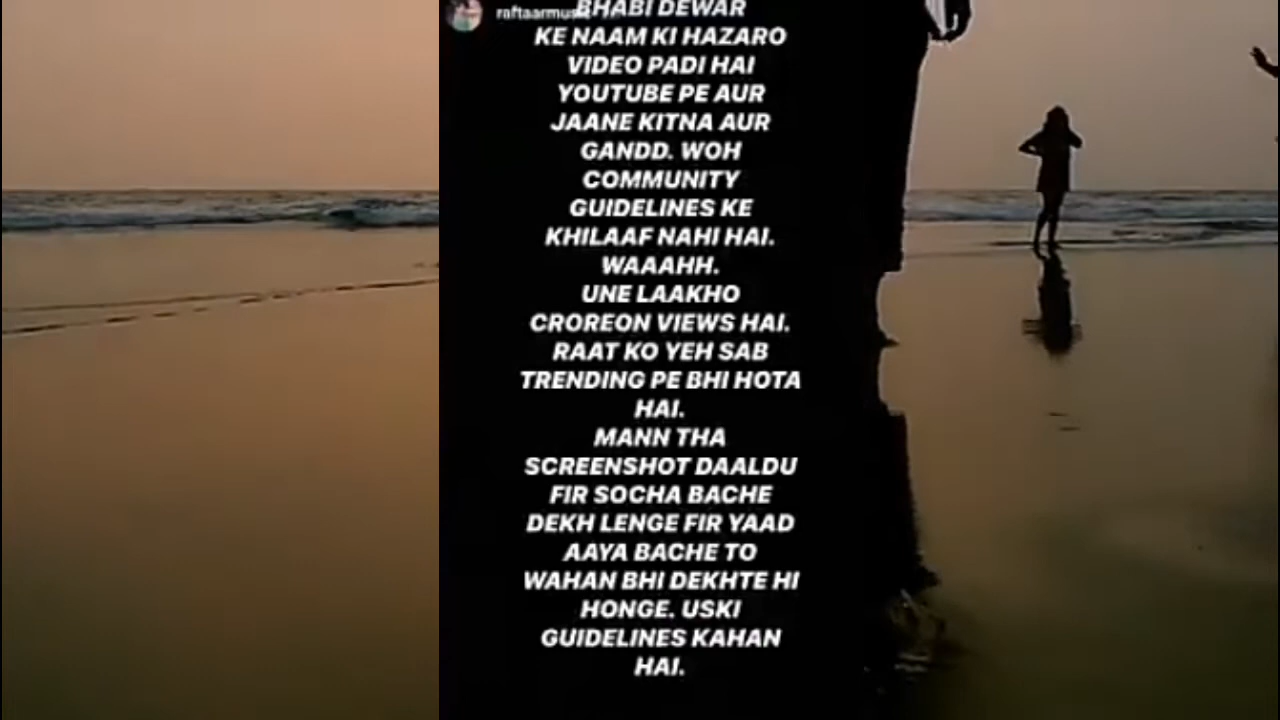 raftaarmusic
BHABI DEWAR
KE NAAM KI HAZARO
VIDEO PADI HAI
YOUTUBE PE AUR
JAANE KITNA AUR
GANDD. WOH
COMMUNITY
GUIDELINES KE
KHILAAF NAHI HAI.
WAAAHH.
UNE LAAKHO
CROREON VIEWS HAI.
RAAT KO YEH SAB
TRENDING PE BHI HOTA
HAI.
MANN THA
SCREENSHOT DAALDU
FIR SOCHA BACHE
DEKH LENGE FIR YAAD
AAYA BACHE TO
WAHAN BHI DEKHTE HI
HONGE. USKI
GUIDELINES KAHAN
HAI.